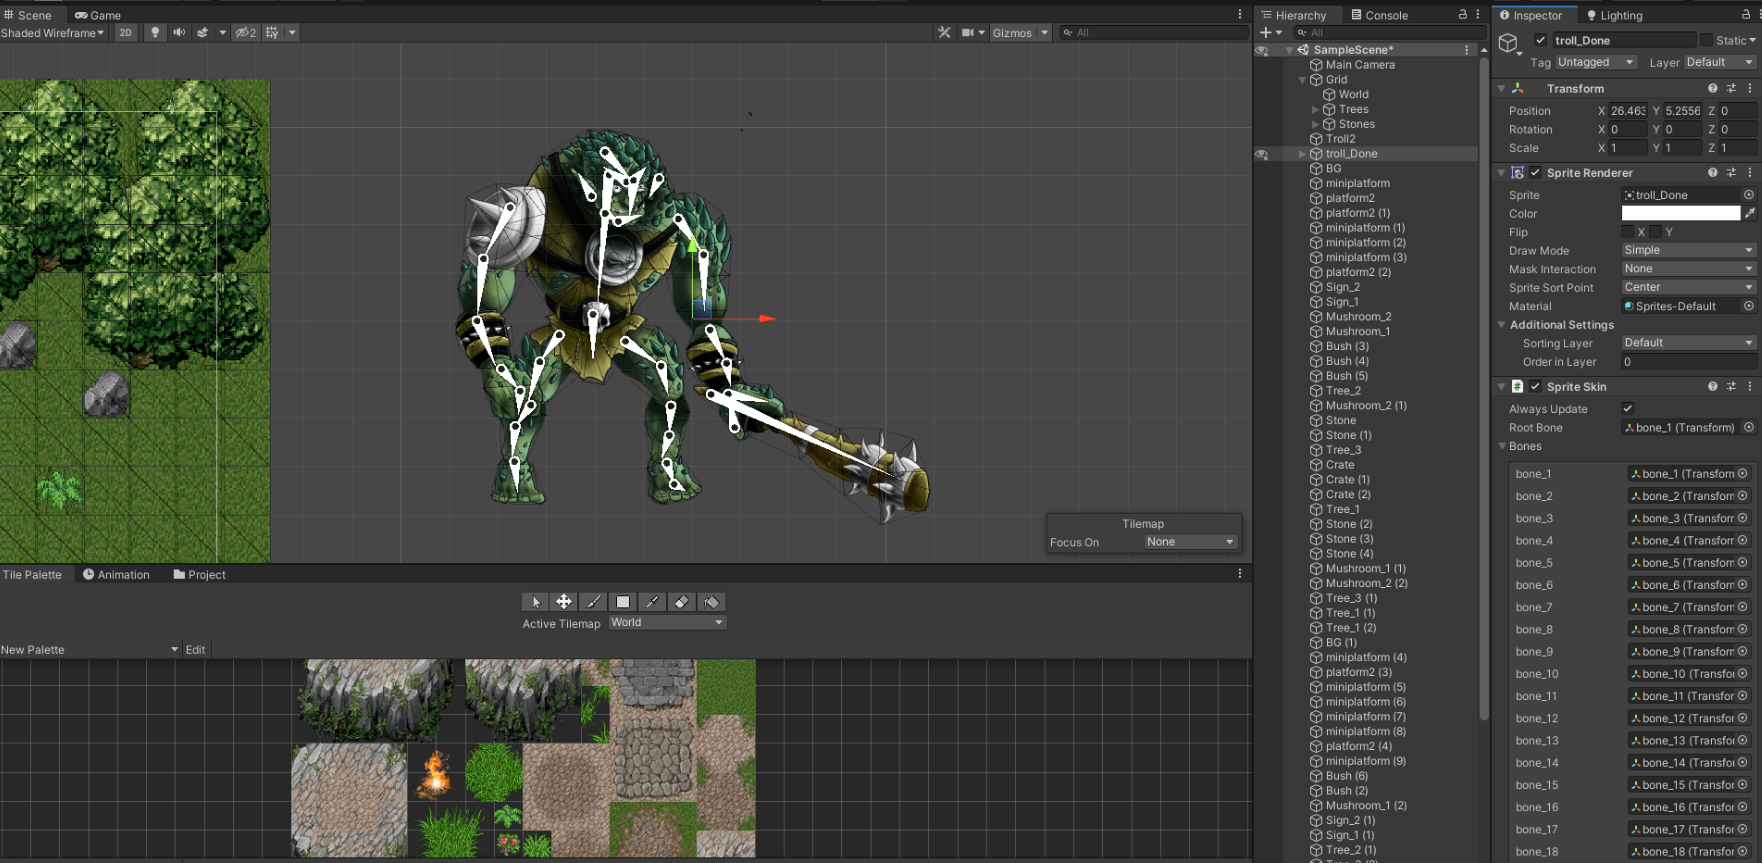 Scene Game
Shaded Wireframe 2D 2 Gizmos All
Tilemap
Focus On None
Tile Palette Animation Project
Active Tilemap World
New Palette Edit
Hierarchy Console
All
SampleScene*
Main Camera
Grid
World
Trees
Stones
Troll2
troll_Done
BG
miniplatform
platform2
platform2 (1)
miniplatform (1)
miniplatform (2)
miniplatform (3)
platform2 (2)
Sign_2
Sign_1
Mushroom_2
Mushroom_1
Bush (3)
Bush (4)
Bush (5)
Tree_2
Mushroom_2 (1)
Stone
Stone (1)
Tree_3
Crate
Crate (1)
Crate (2)
Tree_1
Stone (2)
Stone (3)
Stone (4)
Mushroom_1 (1)
Mushroom_2 (2)
Tree_3 (1)
Tree_1 (1)
Tree_1 (2)
BG (1)
miniplatform (4)
platform2 (3)
miniplatform (5)
miniplatform (6)
miniplatform (7)
miniplatform (8)
platform2 (4)
miniplatform (9)
Bush (6)
Bush (2)
Mushroom_1 (2)
Sign_2 (1)
Sign_1 (1)
Tree_2 (1)
Inspector Lighting
troll_Done Static
Tag Untagged Layer Default
Transform
Position X 26.463 Y 5.2556 Z 0
Rotation X 0 Y 0 Z 0
Scale X 1 Y 1 Z 1
Sprite Renderer
Sprite troll_Done
Color
Flip X Y
Draw Mode Simple
Mask Interaction None
Sprite Sort Point Center
Material Sprites-Default
Additional Settings
Sorting Layer Default
Order in Layer 0
Sprite Skin
Always Update
Root Bone bone_1 (Transform)
Bones
bone_1 bone_1 (Transform
bone_2 bone_2 (Transforr
bone_3 bone_3 (Transforr
bone_4 bone_4 (Transforr
bone_5 bone_5 (Transforr
bone_6 bone_6 (Transforr
bone_7 bone_7 (Transforr
bone_8 bone_8 (Transforr
bone_9 bone_9 (Transforr
bone_10 bone_10 (Transfor
bone_11 bone_11 (Transfor
bone_12 bone_12 (Transfor
bone_13 bone_13 (Transfor
bone_14 bone_14 (Transfor
bone_15 bone_15 (Transfor
bone_16 bone_16 (Transfor
bone_17 bone_17 (Transfor
bone_18 bone_18 (Transfor